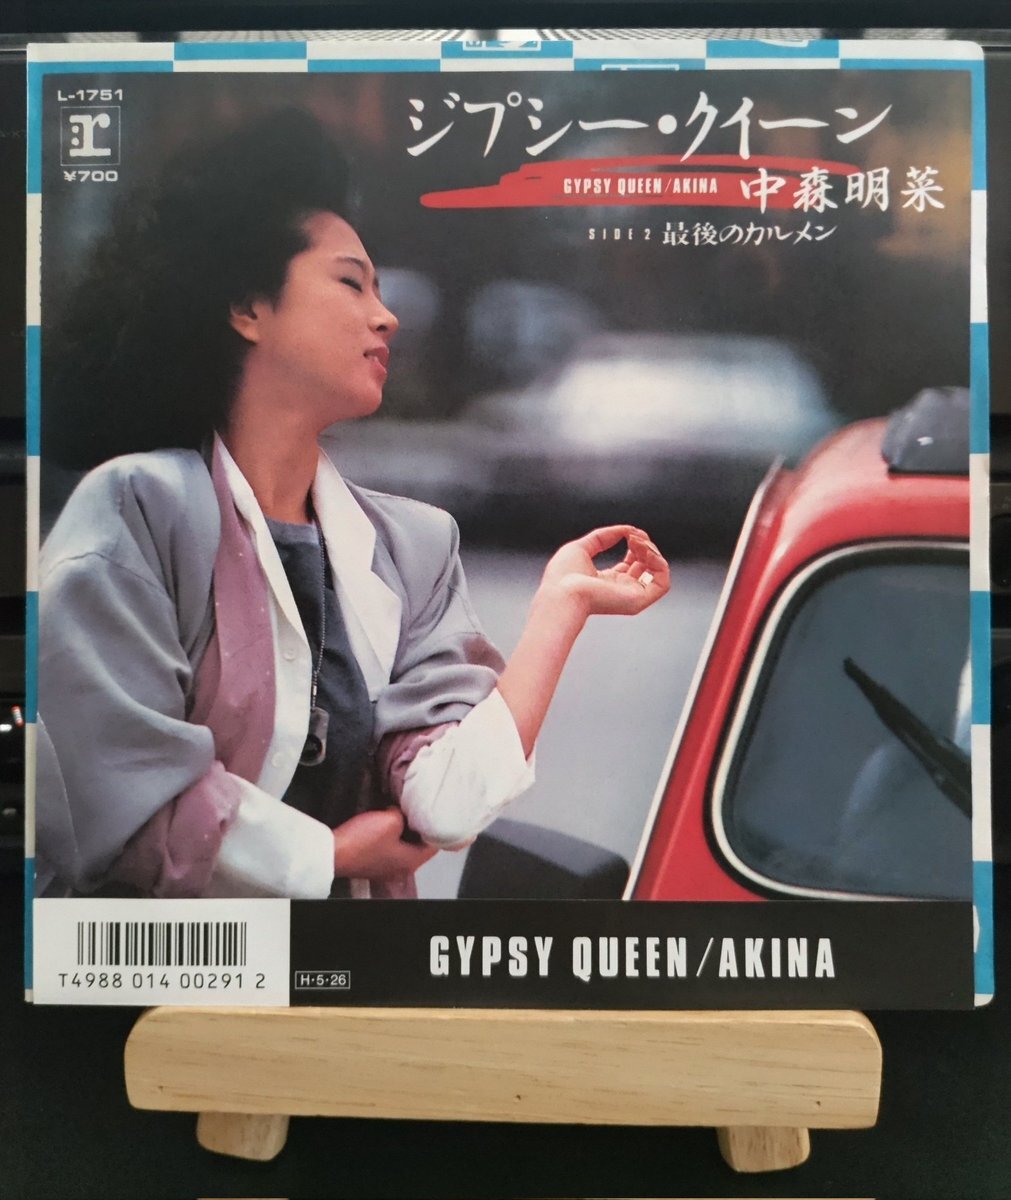 L-1751
r
¥700
ジプシー・クイーン
GYPSY QUEEN/AKINA 中森明菜
SIDE 2 最後のカルメン
T4988 014 00291 2
H・5・26
GYPSY QUEEN/AKINA